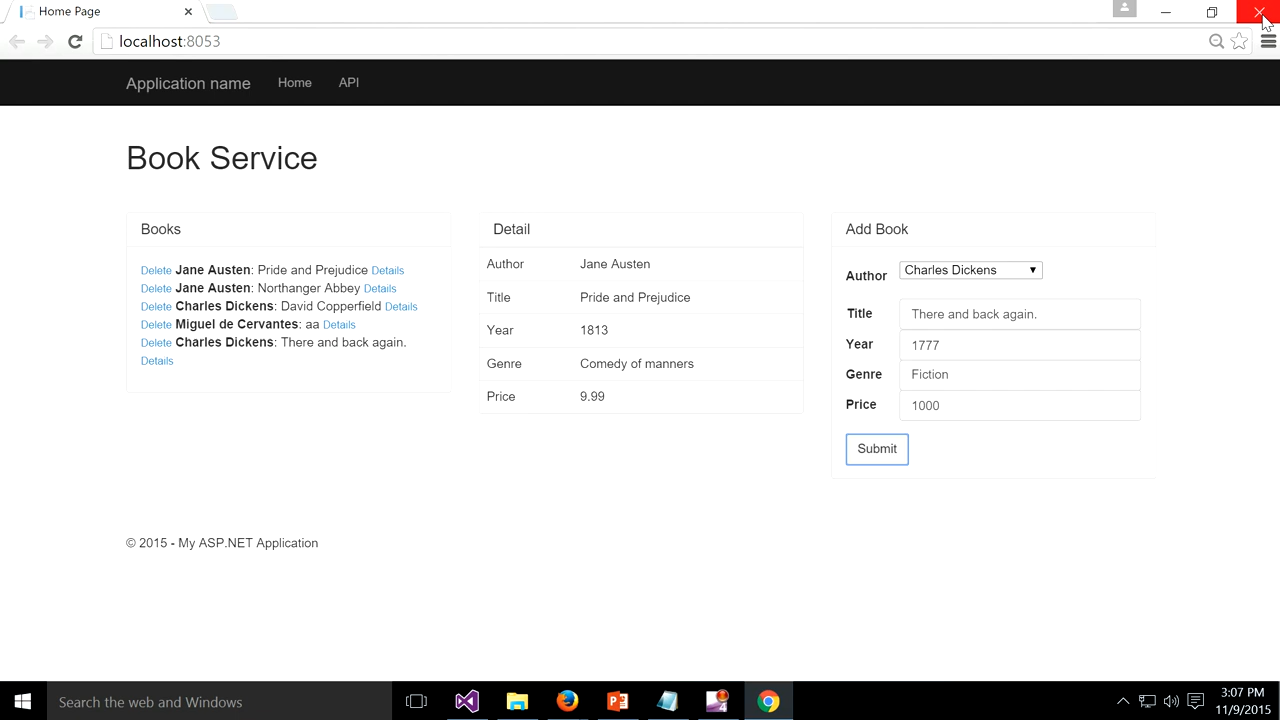 Home Page
localhost:8053
Application name Home API
Book Service
Books
Delete Jane Austen: Pride and Prejudice Details
Delete Jane Austen: Northanger Abbey Details
Delete Charles Dickens: David Copperfield Details
Delete Miguel de Cervantes: aa Details
Delete Charles Dickens: There and back again.
Details
Detail
Author Jane Austen
Title Pride and Prejudice
Year 1813
Genre Comedy of manners
Price 9.99
Add Book
Author Charles Dickens
Title There and back again.
Year 1777
Genre Fiction
Price 1000
Submit
© 2015 - My ASP.NET Application
Search the web and Windows
3:07 PM
11/9/2015